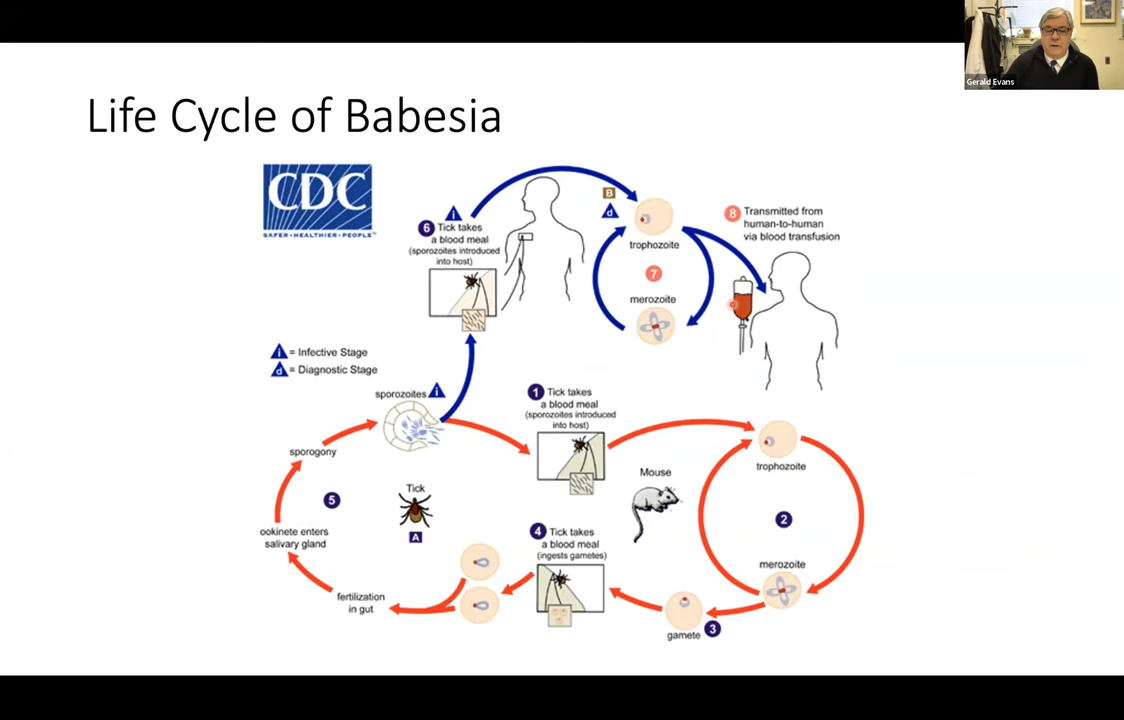 Gerald Evans
Life Cycle of Babesia
CDC
SAFER • HEALTHIER • PEOPLE™
i
6 Tick takes
a blood meal
(sporozoites introduced
into host)
B
d
trophozoite
7
merozoite
8 Transmitted from
human-to-human
via blood transfusion
i = Infective Stage
d = Diagnostic Stage
sporozoites i
1 Tick takes
a blood meal
(sporozoites introduced
into host)
trophozoite
sporogony
Mouse
5
Tick
A
2
ookinete enters
salivary gland
4 Tick takes
a blood meal
(ingests gametes)
merozoite
fertilization
in gut
gamete 3